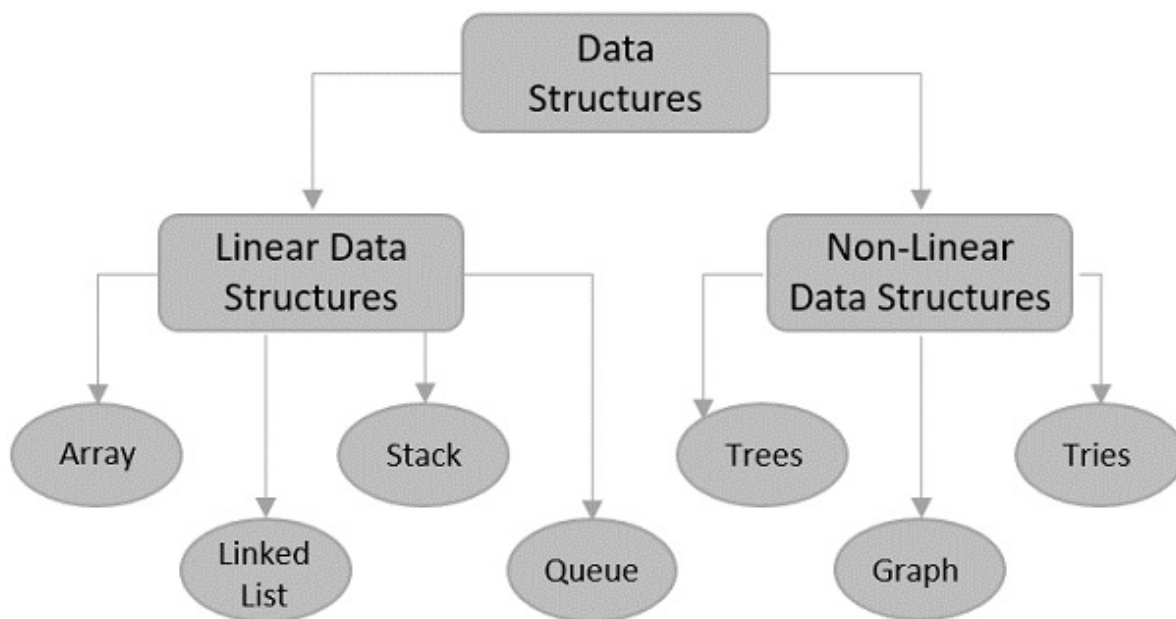 Data
Structures
Linear Data
Structures
Non-Linear
Data Structures
Array
Stack
Trees
Tries
Linked
List
Queue
Graph